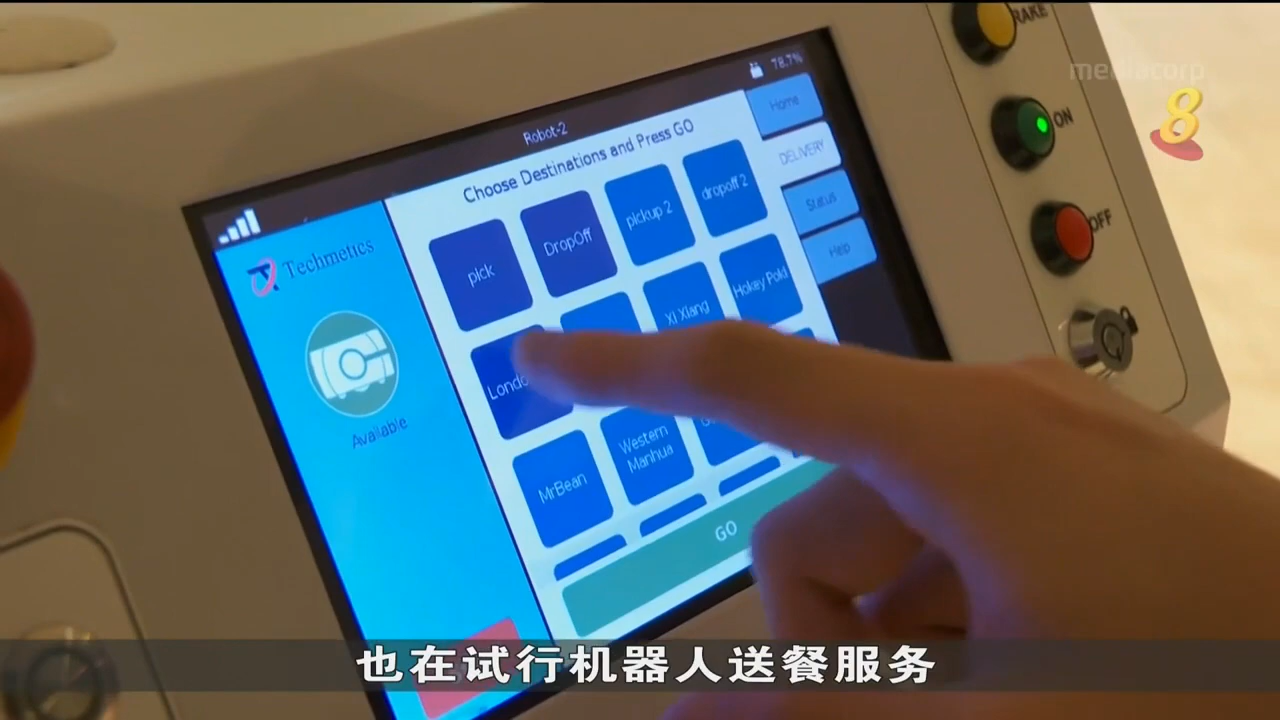 mediacorp
8
BRAKE
ON
OFF
78.7%
Robot-2
Choose Destinations and Press GO
Techmetics
Available
Home
DELIVERY
Status
Help
pick
DropOff
pickup 2
dropoff 2
Xi Xiang
Hokey Poki
MrBean
Western
Manhua
GO
也在试行机器人送餐服务